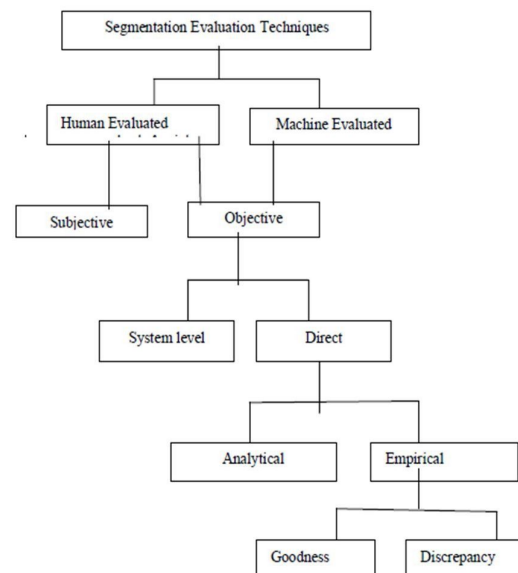 Segmentation Evaluation Techniques
Human Evaluated
Machine Evaluated
Subjective
Objective
System level
Direct
Analytical
Empirical
Goodness
Discrepancy